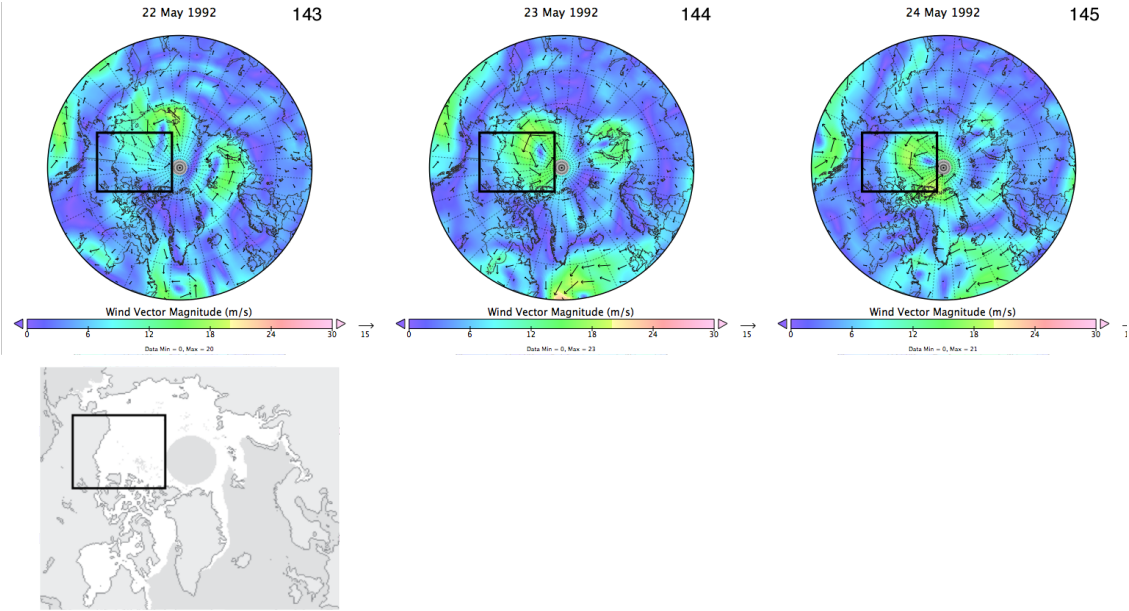 22 May 1992 143
Wind Vector Magnitude (m/s)
0 6 12 18 24 30 15
Data Min = 0, Max = 20
23 May 1992 144
Wind Vector Magnitude (m/s)
0 6 12 18 24 30 15
Data Min = 0, Max = 23
24 May 1992 145
Wind Vector Magnitude (m/s)
0 6 12 18 24 30
Data Min = 0, Max = 21